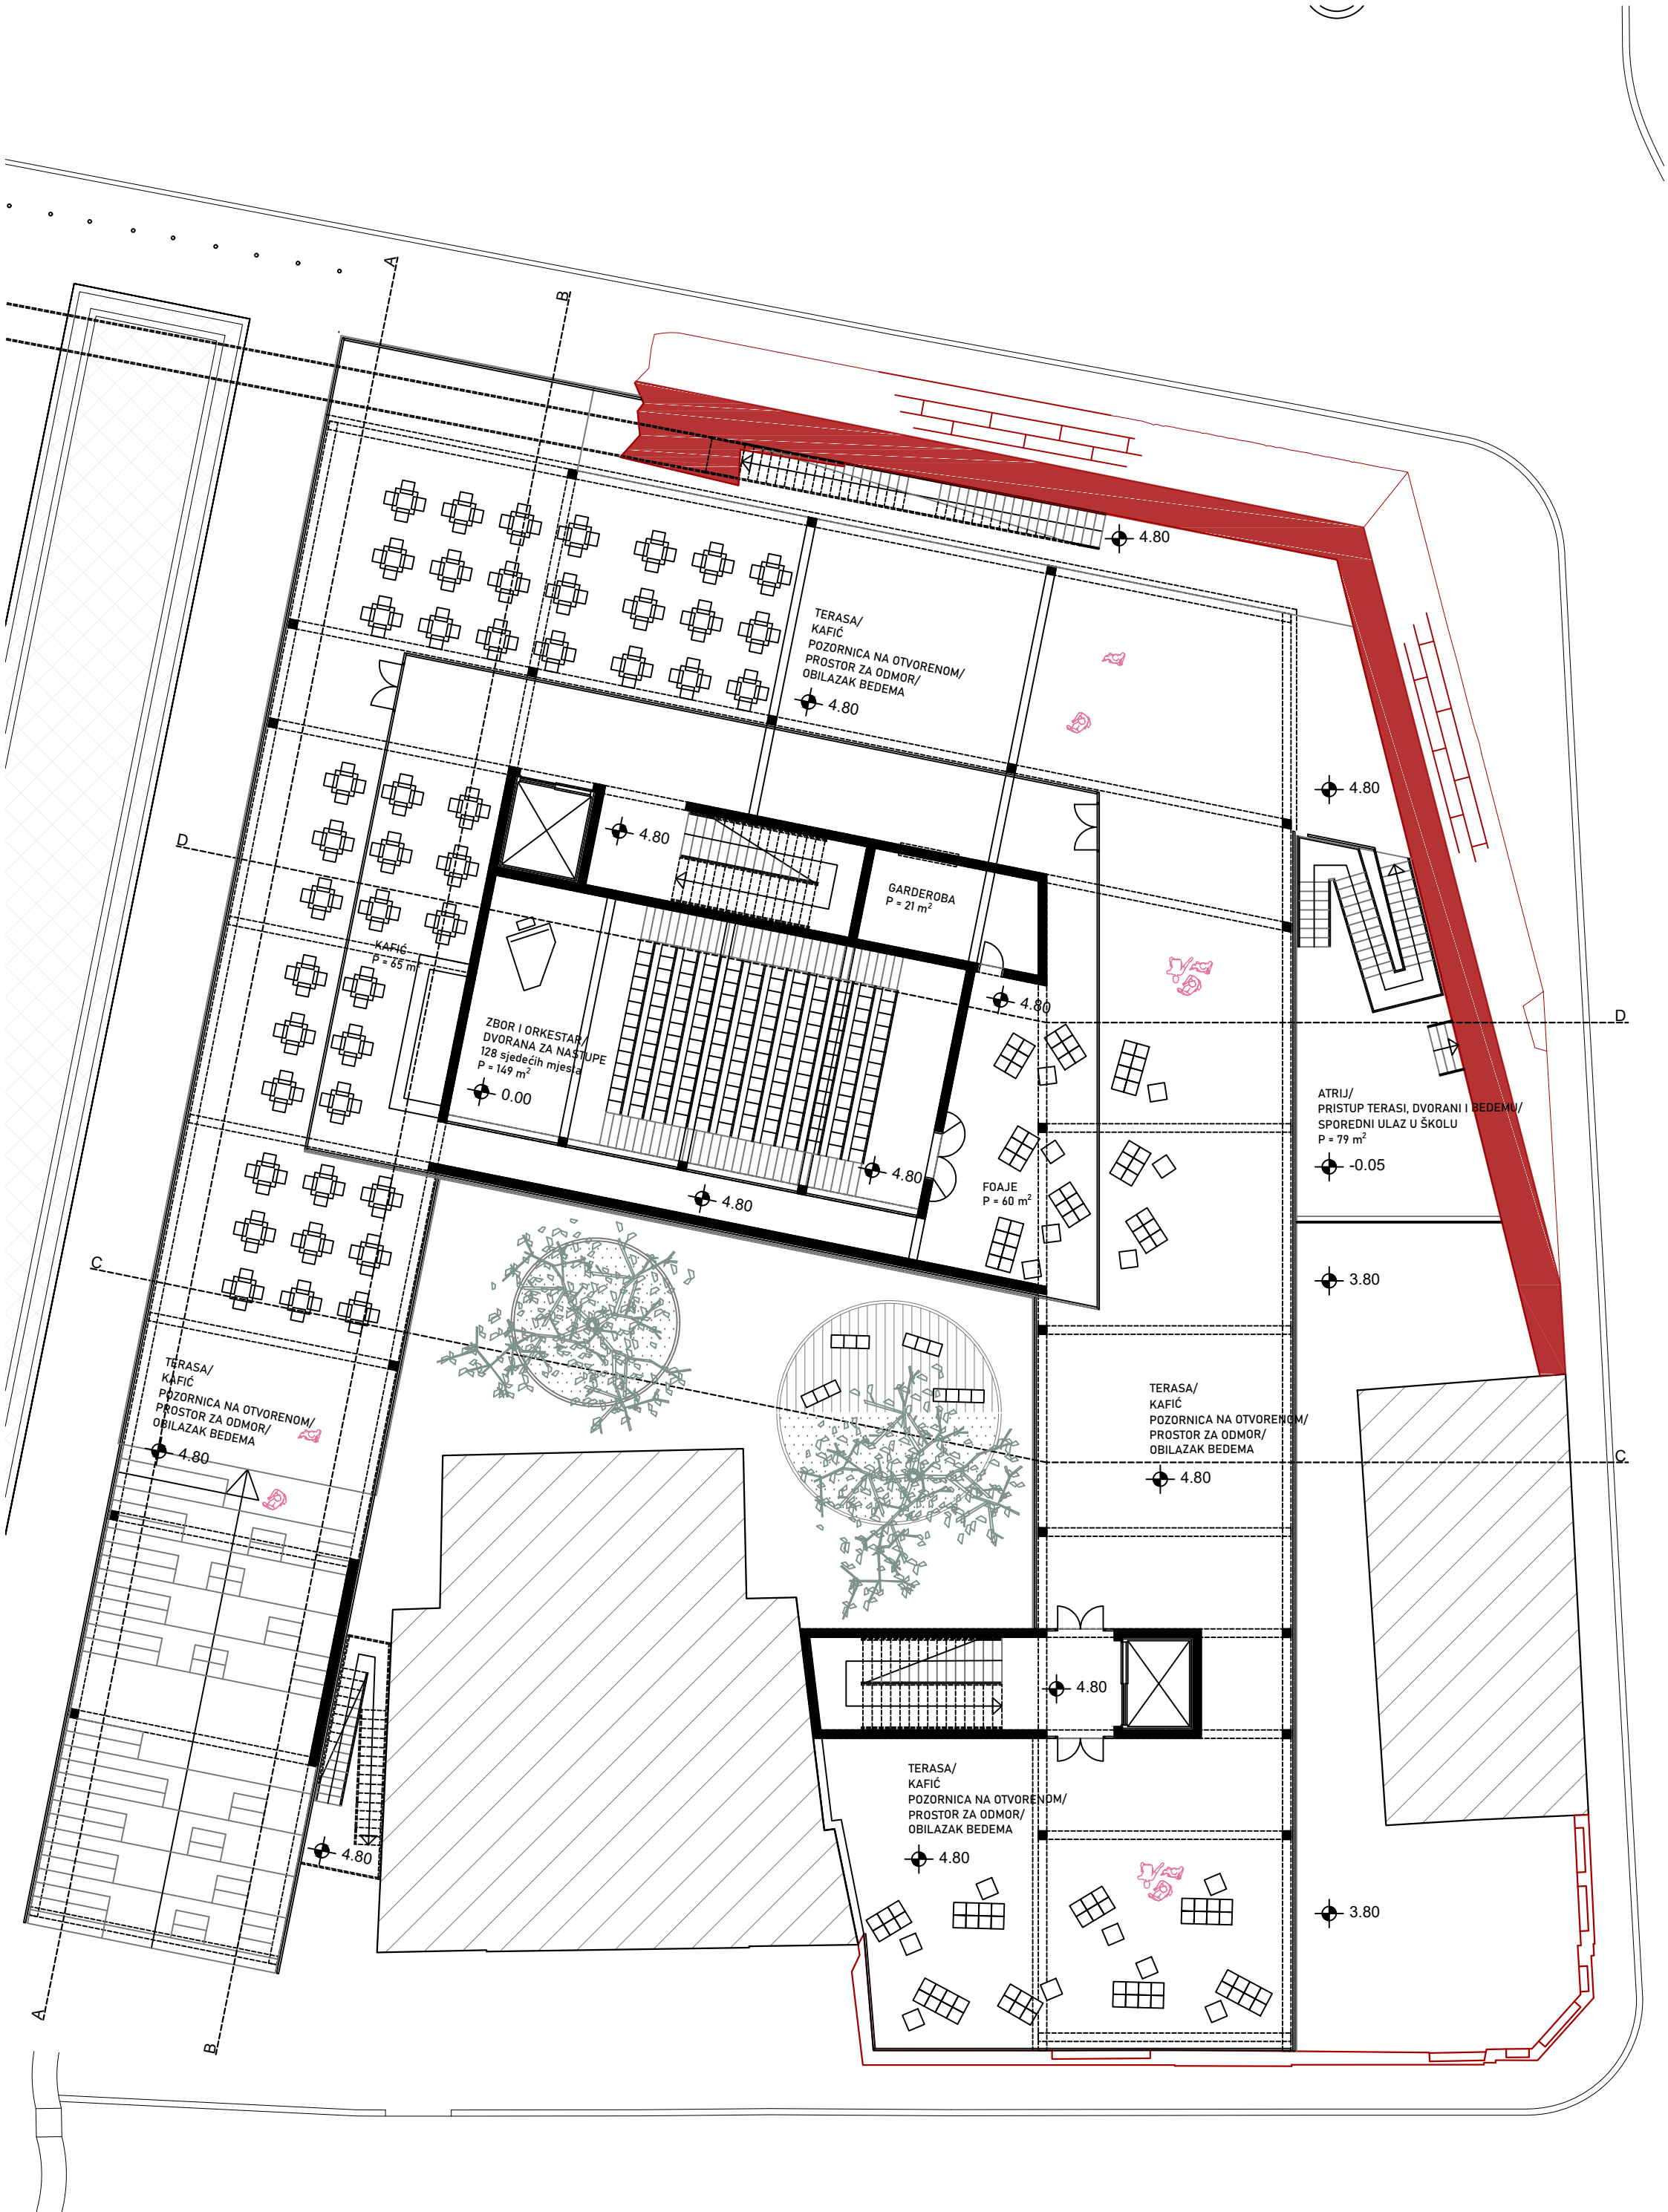 A
B
4.80
TERASA/
KAFIĆ
POZORNICA NA OTVORENOM/
PROSTOR ZA ODMOR/
OBILAZAK BEDEMA
4.80
4.80
D
4.80
GARDEROBA
P = 21 m²
KAFIĆ
P = 65 m²
4.80
D
ZBOR I ORKESTAR/
DVORANA ZA NASTUPE
128 sjedećih mjesta
P = 149 m²
0.00
ATRIJ/
PRISTUP TERASI, DVORANI I BEDEMU/
SPOREDNI ULAZ U ŠKOLU
P = 79 m²
-0.05
4.80
4.80
FOAJE
P = 60 m²
C
3.80
TERASA/
KAFIĆ
POZORNICA NA OTVORENOM/
PROSTOR ZA ODMOR/
OBILAZAK BEDEMA
4.80
TERASA/
KAFIĆ
POZORNICA NA OTVORENOM/
PROSTOR ZA ODMOR/
OBILAZAK BEDEMA
4.80
C
4.80
TERASA/
KAFIĆ
POZORNICA NA OTVORENOM/
PROSTOR ZA ODMOR/
OBILAZAK BEDEMA
4.80
4.80
3.80
A
B